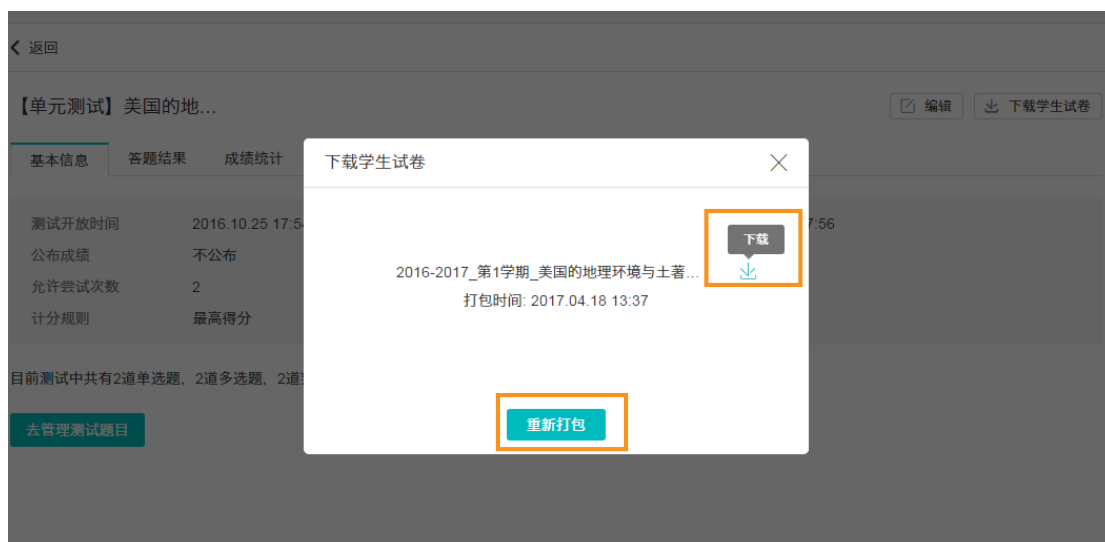 返回
【单元测试】美国的地...
编辑
下载学生试卷
基本信息
答题结果
成绩统计
下载学生试卷
测试开放时间
2016.10.25 17:5
7:56
公布成绩
不公布
允许尝试次数
2
计分规则
最高得分
下载
2016-2017_第1学期_美国的地理环境与土著...
打包时间: 2017.04.18 13:37
目前测试中共有2道单选题，2道多选题，2道
重新打包
去管理测试题目